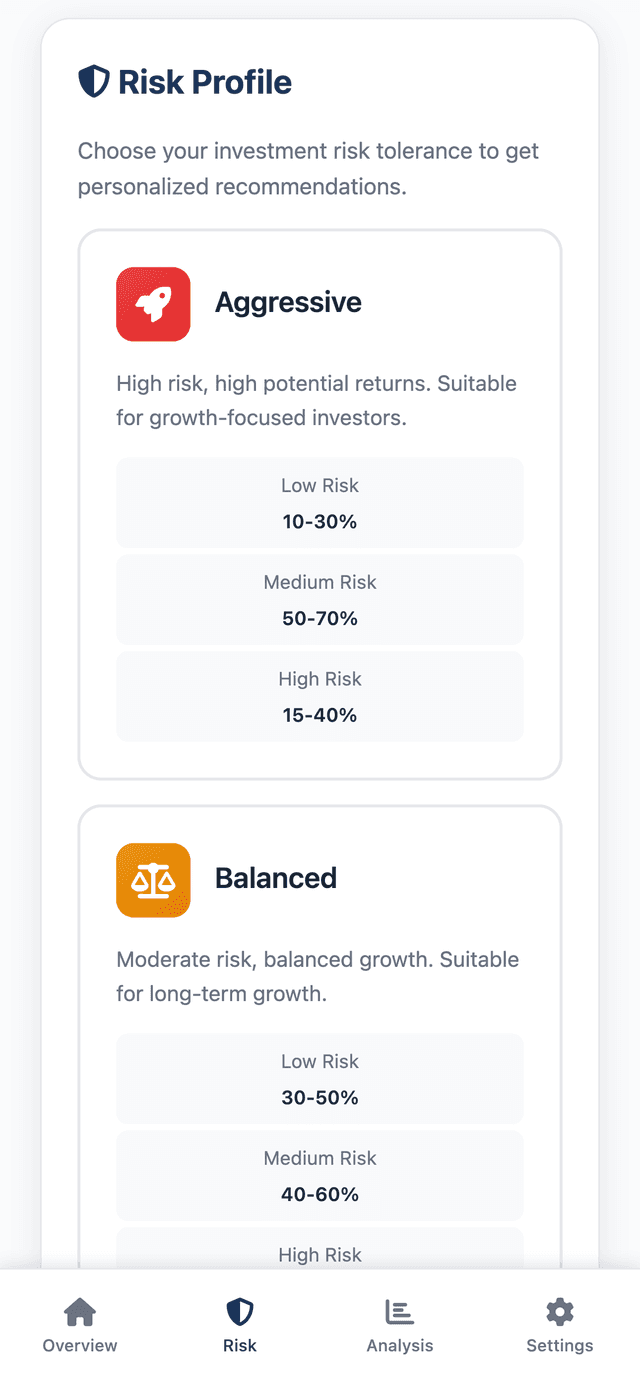 Risk Profile
Choose your investment risk tolerance to get
personalized recommendations.
Aggressive
High risk, high potential returns. Suitable
for growth-focused investors.
Low Risk
10-30%
Medium Risk
50-70%
High Risk
15-40%
Balanced
Moderate risk, balanced growth. Suitable
for long-term growth.
Low Risk
30-50%
Medium Risk
40-60%
High Risk
Overview
Risk
Analysis
Settings